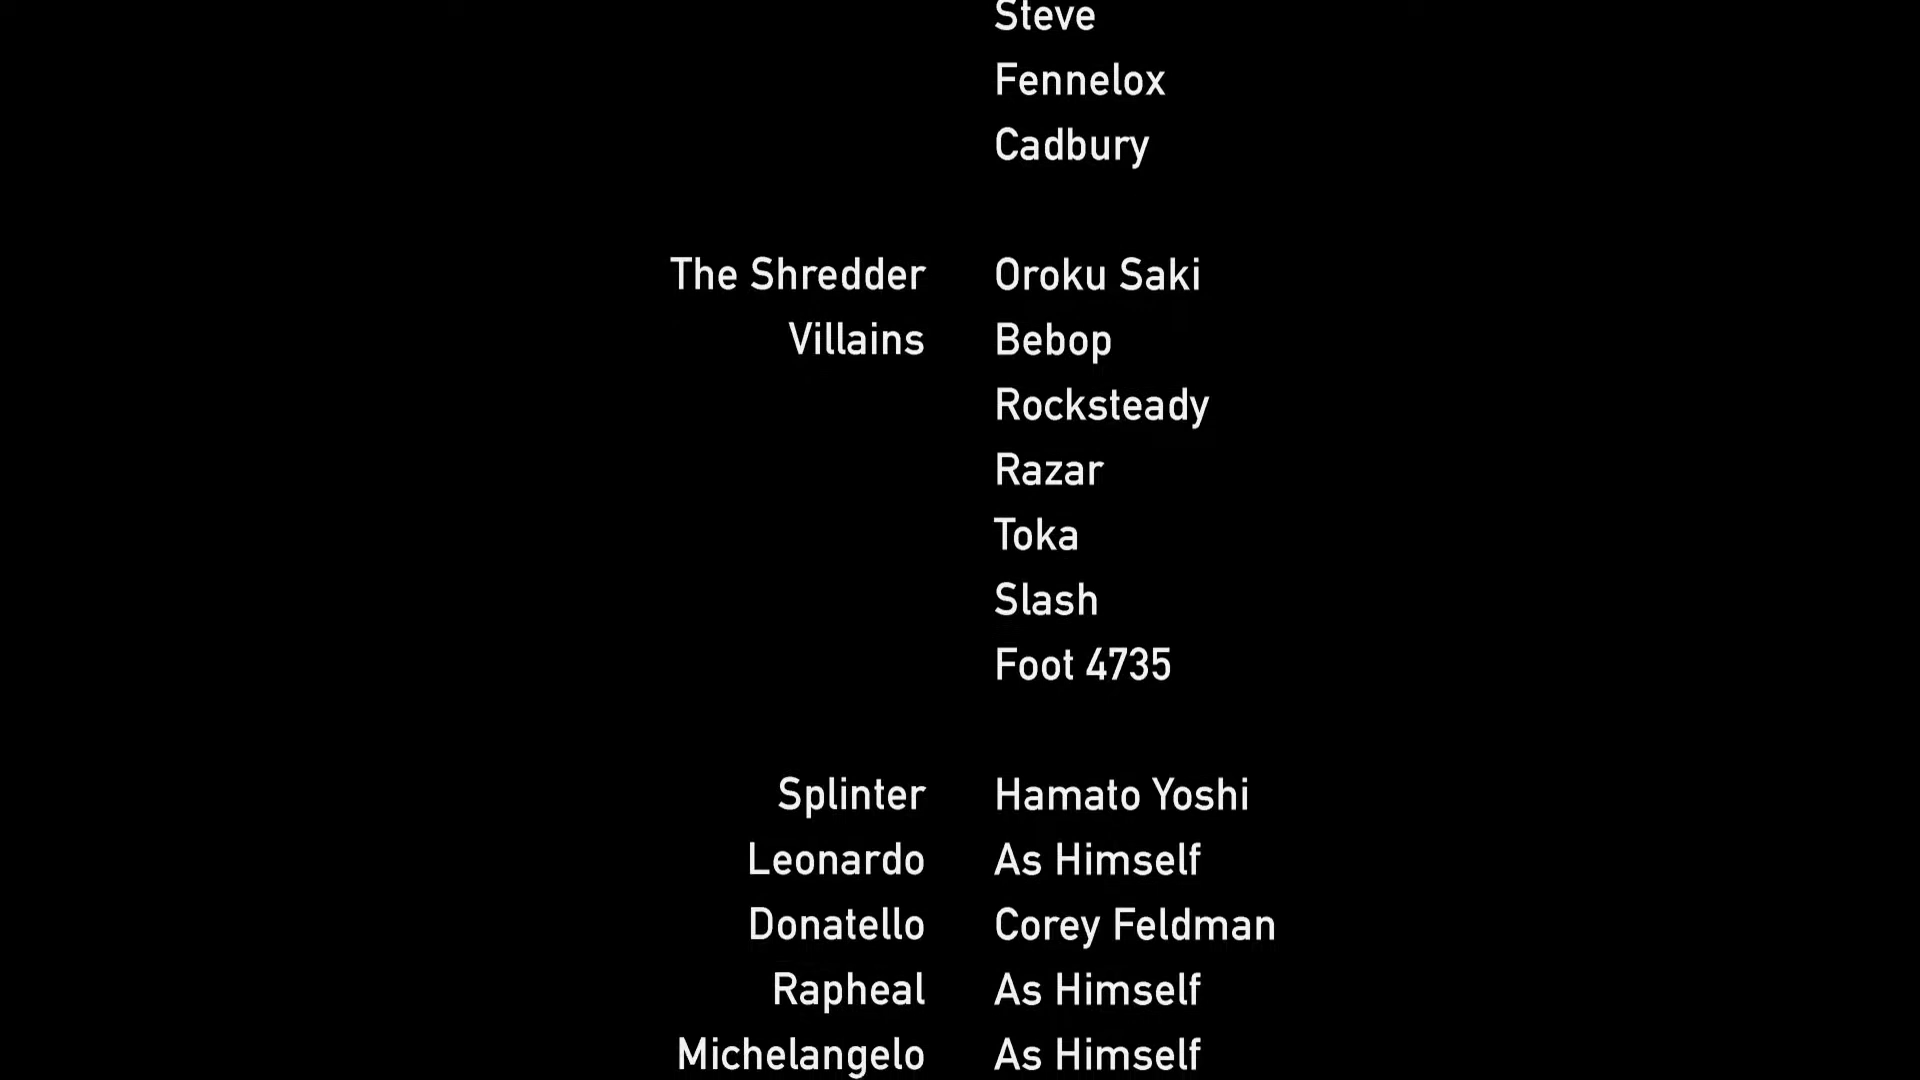 Steve
Fennelox
Cadbury
The Shredder Oroku Saki
Villains Bebop
Rocksteady
Razar
Toka
Slash
Foot 4735
Splinter Hamato Yoshi
Leonardo As Himself
Donatello Corey Feldman
Rapheal As Himself
Michelangelo As Himself